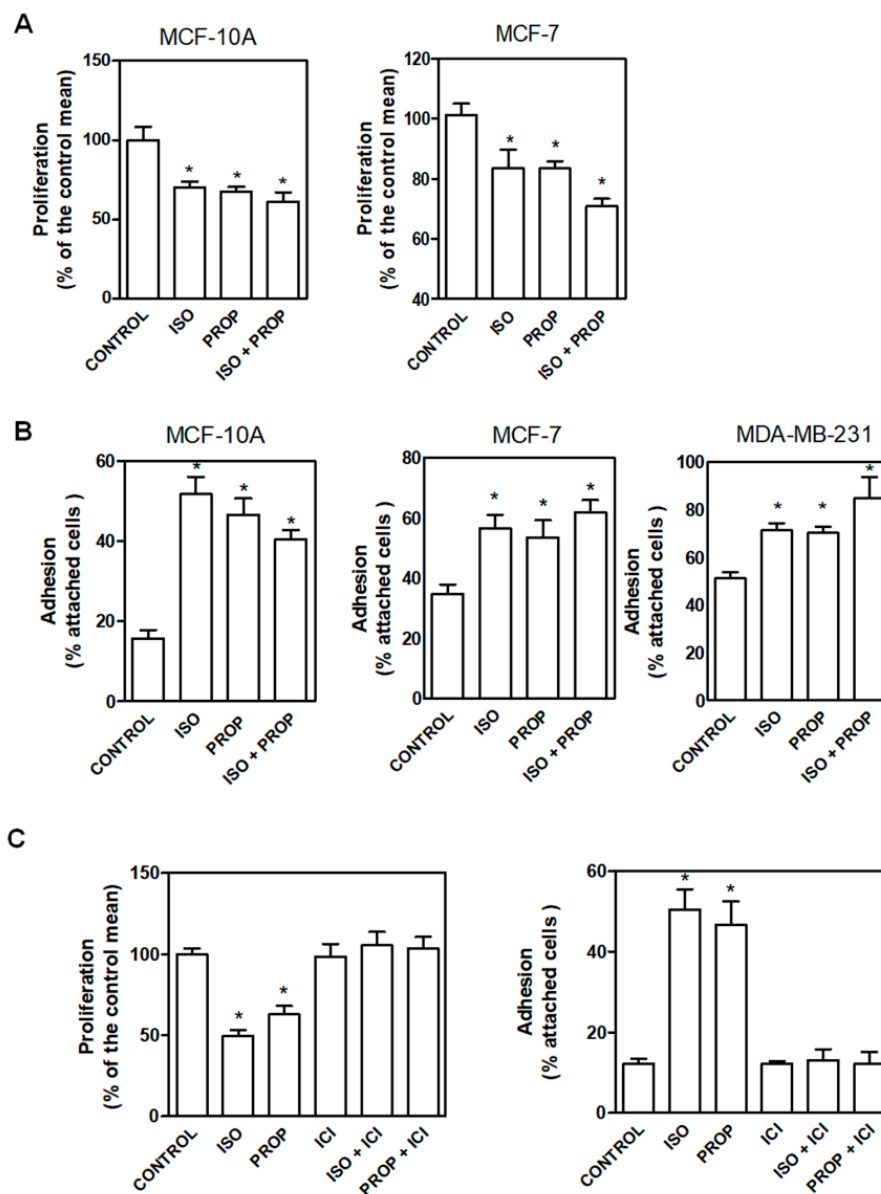 A
MCF-10A
MCF-7
Proliferation
(% of the control mean)
150
100
50
0
*
*
*
CONTROL
ISO
PROP
ISO + PROP
Proliferation
(% of the control mean)
120
100
80
60
40
*
*
*
CONTROL
ISO
PROP
ISO + PROP
B
MCF-10A
MCF-7
MDA-MB-231
Adhesion
(% attached cells )
60
40
20
0
*
*
*
CONTROL
ISO
PROP
ISO + PROP
Adhesion
(% attached cells )
80
60
40
20
0
*
*
*
CONTROL
ISO
PROP
ISO + PROP
Adhesion
(% attached cells )
100
80
60
40
20
0
*
*
*
CONTROL
ISO
PROP
ISO + PROP
C
Proliferation
(% of the control mean)
150
100
50
0
*
*
CONTROL
ISO
PROP
ICI
ISO + ICI
PROP + ICI
Adhesion
(% attached cells )
60
40
20
0
*
*
CONTROL
ISO
PROP
ICI
ISO + ICI
PROP + ICI